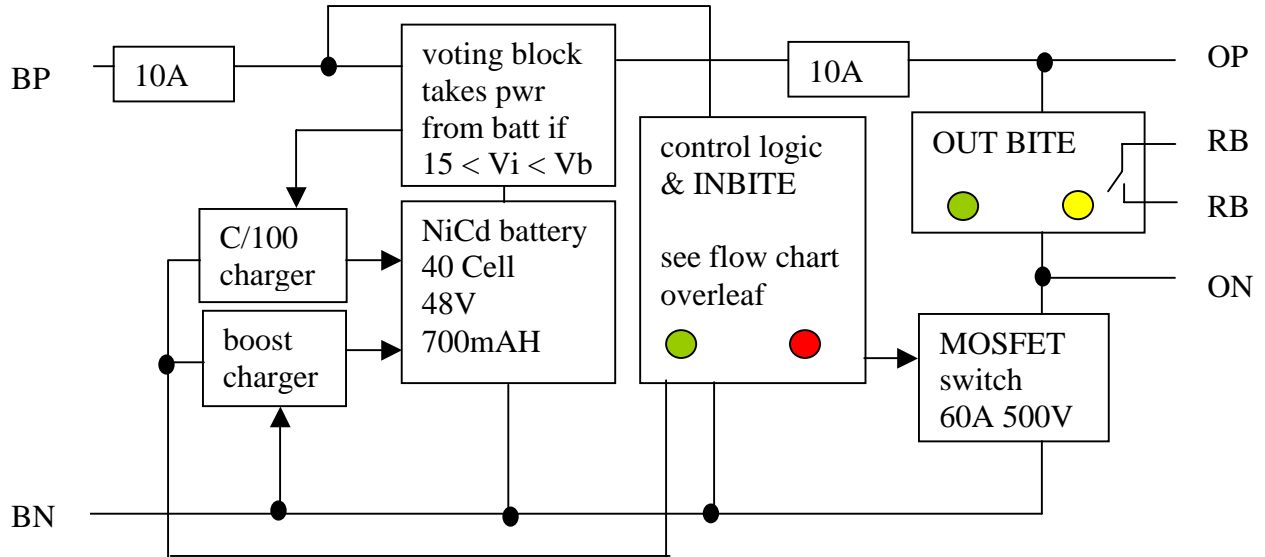 BP
10A
voting block
takes pwr
from batt if
15 < Vi < Vb
10A
OP
control logic
& INBITE
see flow chart
overleaf
OUT BITE
RB
RB
C/100
charger
NiCd battery
40 Cell
48V
700mAH
ON
boost
charger
MOSFET
switch
60A 500V
BN